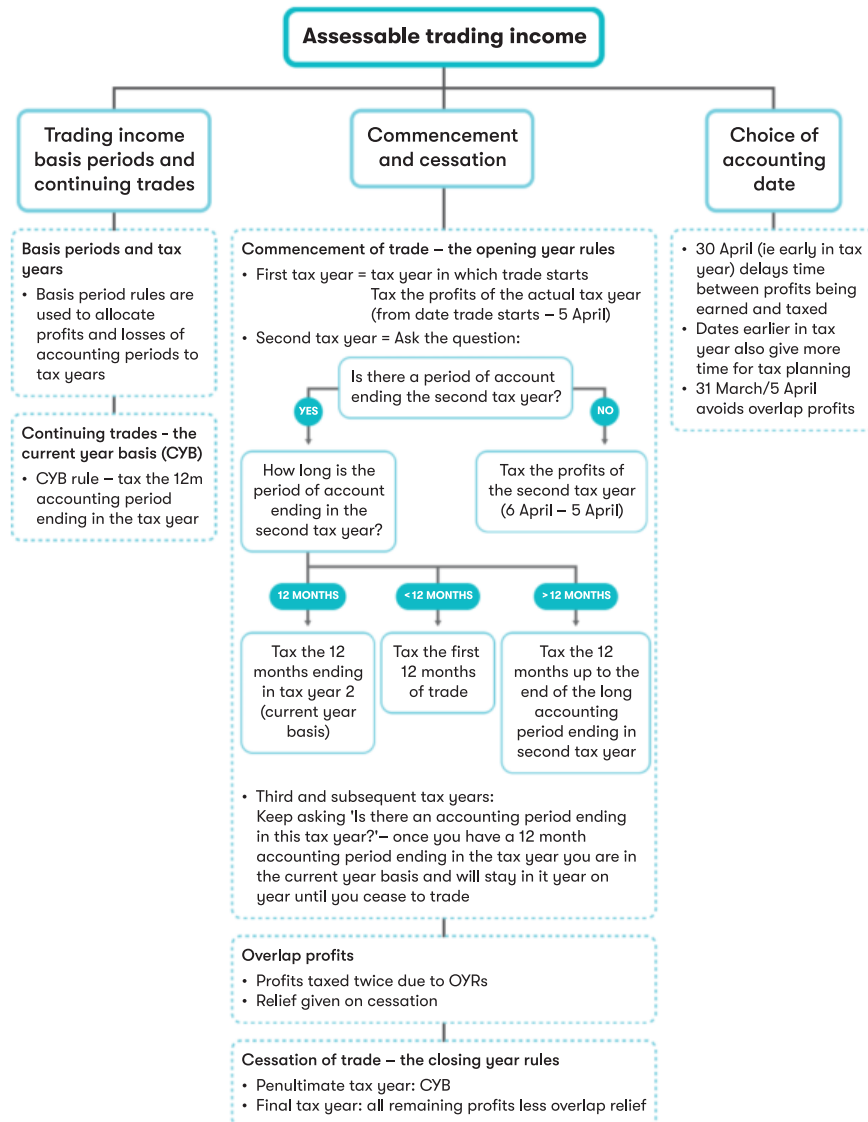 Assessable trading income
Trading income
basis periods and
continuing trades
Basis periods and tax
years
• Basis period rules are
used to allocate
profits and losses of
accounting periods to
tax years
Continuing trades - the
current year basis (CYB)
• CYB rule – tax the 12m
accounting period
ending in the tax year
Commencement
and cessation
Commencement of trade – the opening year rules
• First tax year = tax year in which trade starts
Tax the profits of the actual tax year
(from date trade starts – 5 April)
• Second tax year = Ask the question:
Is there a period of account
ending the second tax year?
YES
NO
How long is the
period of account
ending in the
second tax year?
Tax the profits of
the second tax year
(6 April – 5 April)
12 MONTHS
<12 MONTHS
>12 MONTHS
Tax the 12
months ending
in tax year 2
(current year
basis)
Tax the first
12 months
of trade
Tax the 12
months up to the
end of the long
accounting
period ending in
second tax year
• Third and subsequent tax years:
Keep asking 'Is there an accounting period ending
in this tax year?'– once you have a 12 month
accounting period ending in the tax year you are in
the current year basis and will stay in it year on
year until you cease to trade
Overlap profits
• Profits taxed twice due to OYRs
• Relief given on cessation
Cessation of trade – the closing year rules
• Penultimate tax year: CYB
• Final tax year: all remaining profits less overlap relief
Choice of
accounting
date
• 30 April (ie early in tax
year) delays time
between profits being
earned and taxed
• Dates earlier in tax
year also give more
time for tax planning
• 31 March/5 April
avoids overlap profits